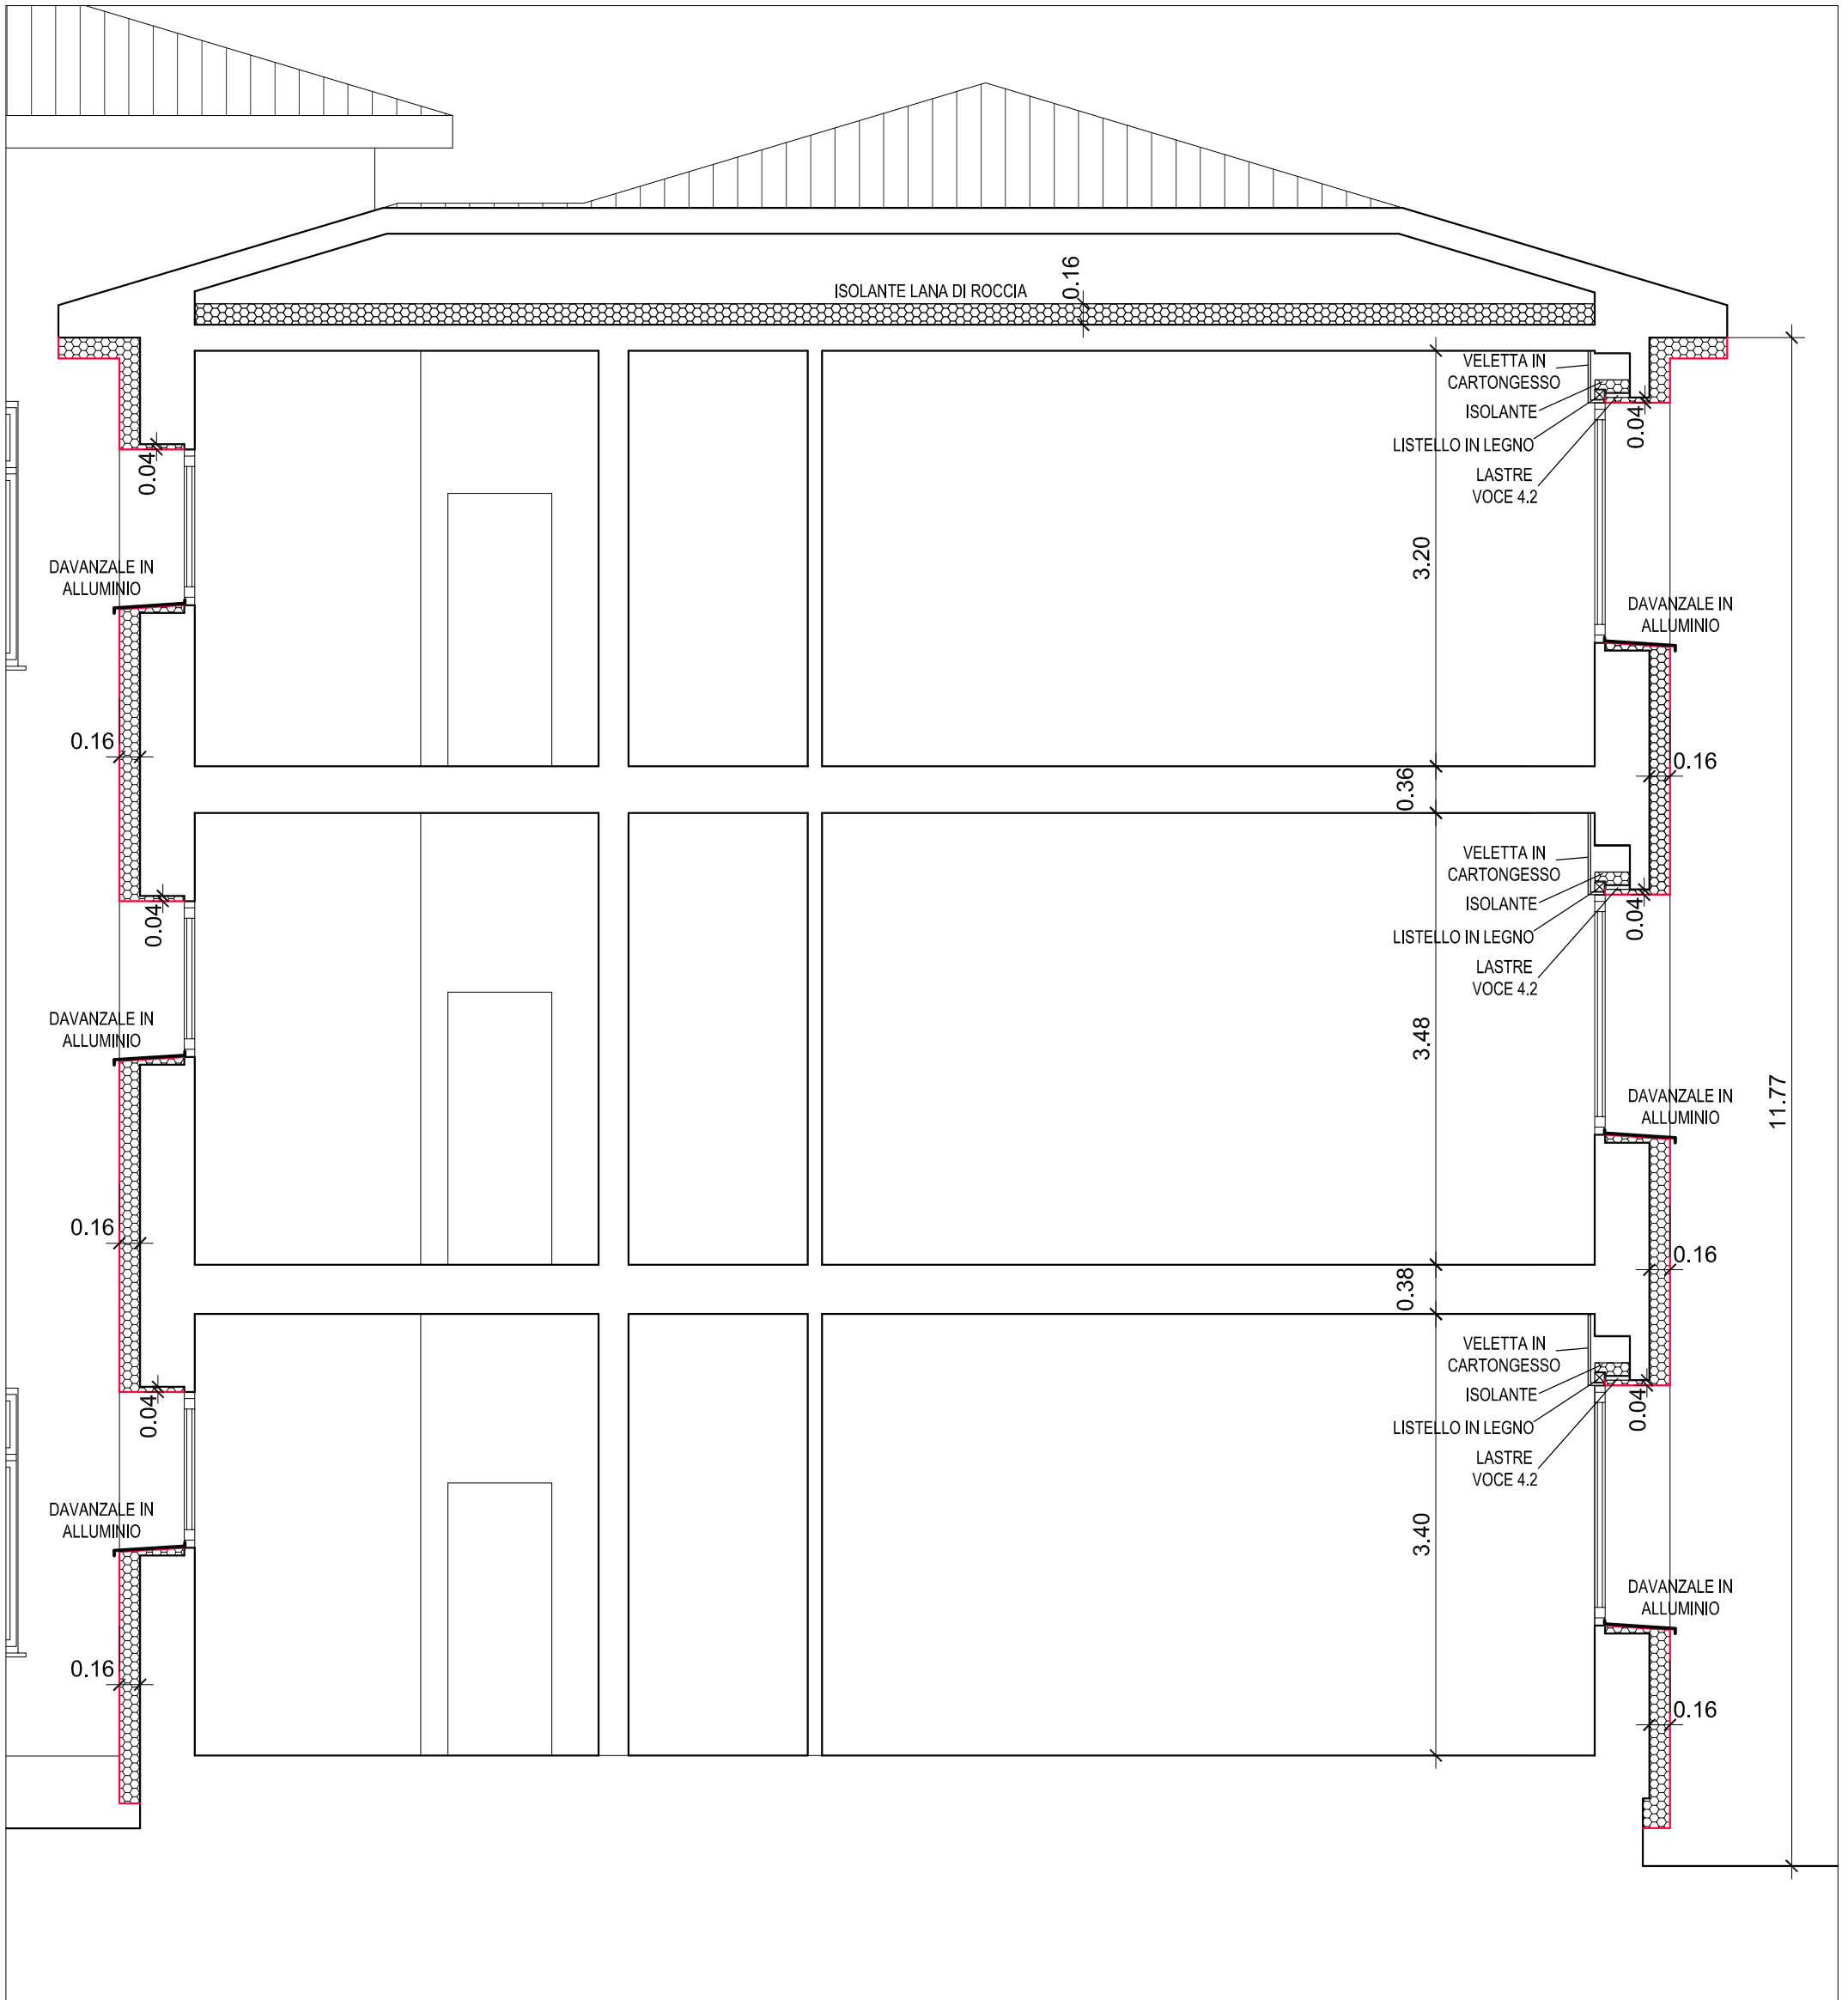 0.16
ISOLANTE LANA DI ROCCIA
VELETTA IN
CARTONGESSO
ISOLANTE
0.04
LISTELLO IN LEGNO
0.04
LASTRE
VOCE 4.2
3.20
DAVANZALE IN
ALLUMINIO
DAVANZALE IN
ALLUMINIO
0.16
0.16
0.36
VELETTA IN
CARTONGESSO
ISOLANTE
0.04
0.04
LISTELLO IN LEGNO
LASTRE
VOCE 4.2
DAVANZALE IN
ALLUMINIO
3.48
11.77
DAVANZALE IN
ALLUMINIO
0.16
0.16
0.38
VELETTA IN
CARTONGESSO
ISOLANTE
0.04
0.04
LISTELLO IN LEGNO
LASTRE
VOCE 4.2
DAVANZALE IN
ALLUMINIO
3.40
DAVANZALE IN
ALLUMINIO
0.16
0.16